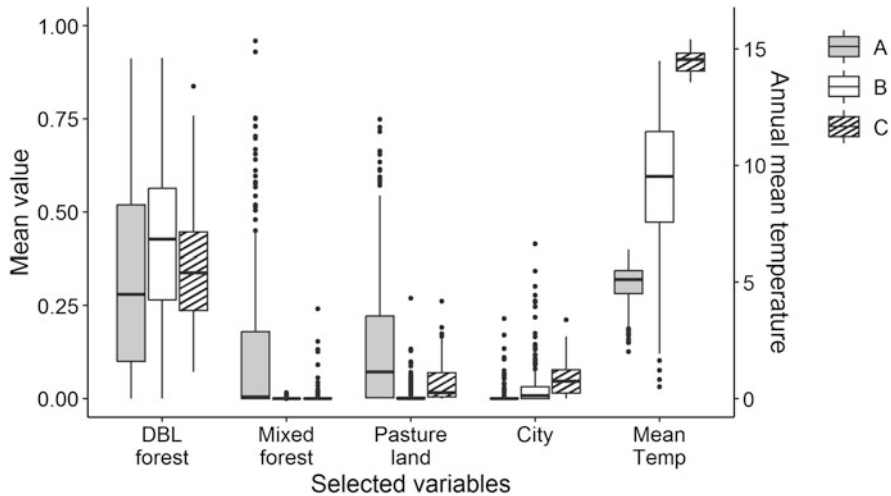 1.00
0.75
0.50
0.25
0.00
Mean value
15
10
5
0
Annual mean temperature
A
B
C
DBL
forest
Mixed
forest
Pasture
land
City
Mean
Temp
Selected variables